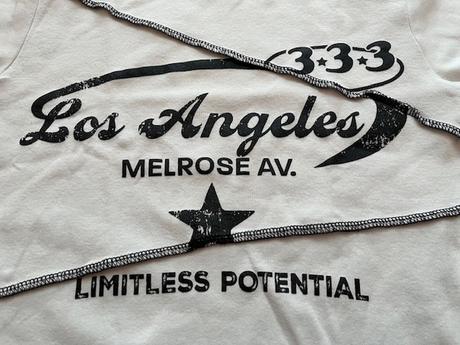 3★3★3
Los Angeles
MELROSE AV.
LIMITLESS POTENTIAL